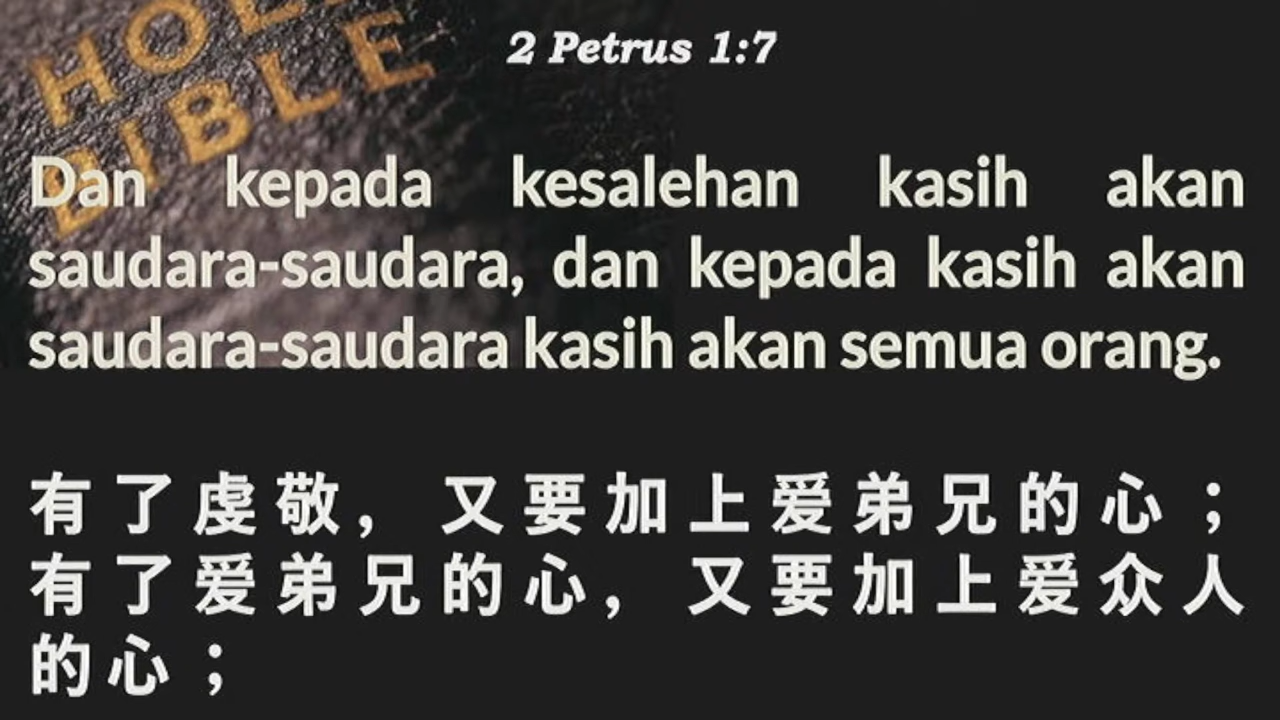 HOLY
BIBLE
2 Petrus 1:7
Dan kepada kesalehan kasih akan
saudara-saudara, dan kepada kasih akan
saudara-saudara kasih akan semua orang.
有了虔敬，又要加上爱弟兄的心；
有了爱弟兄的心，又要加上爱众人
的心；